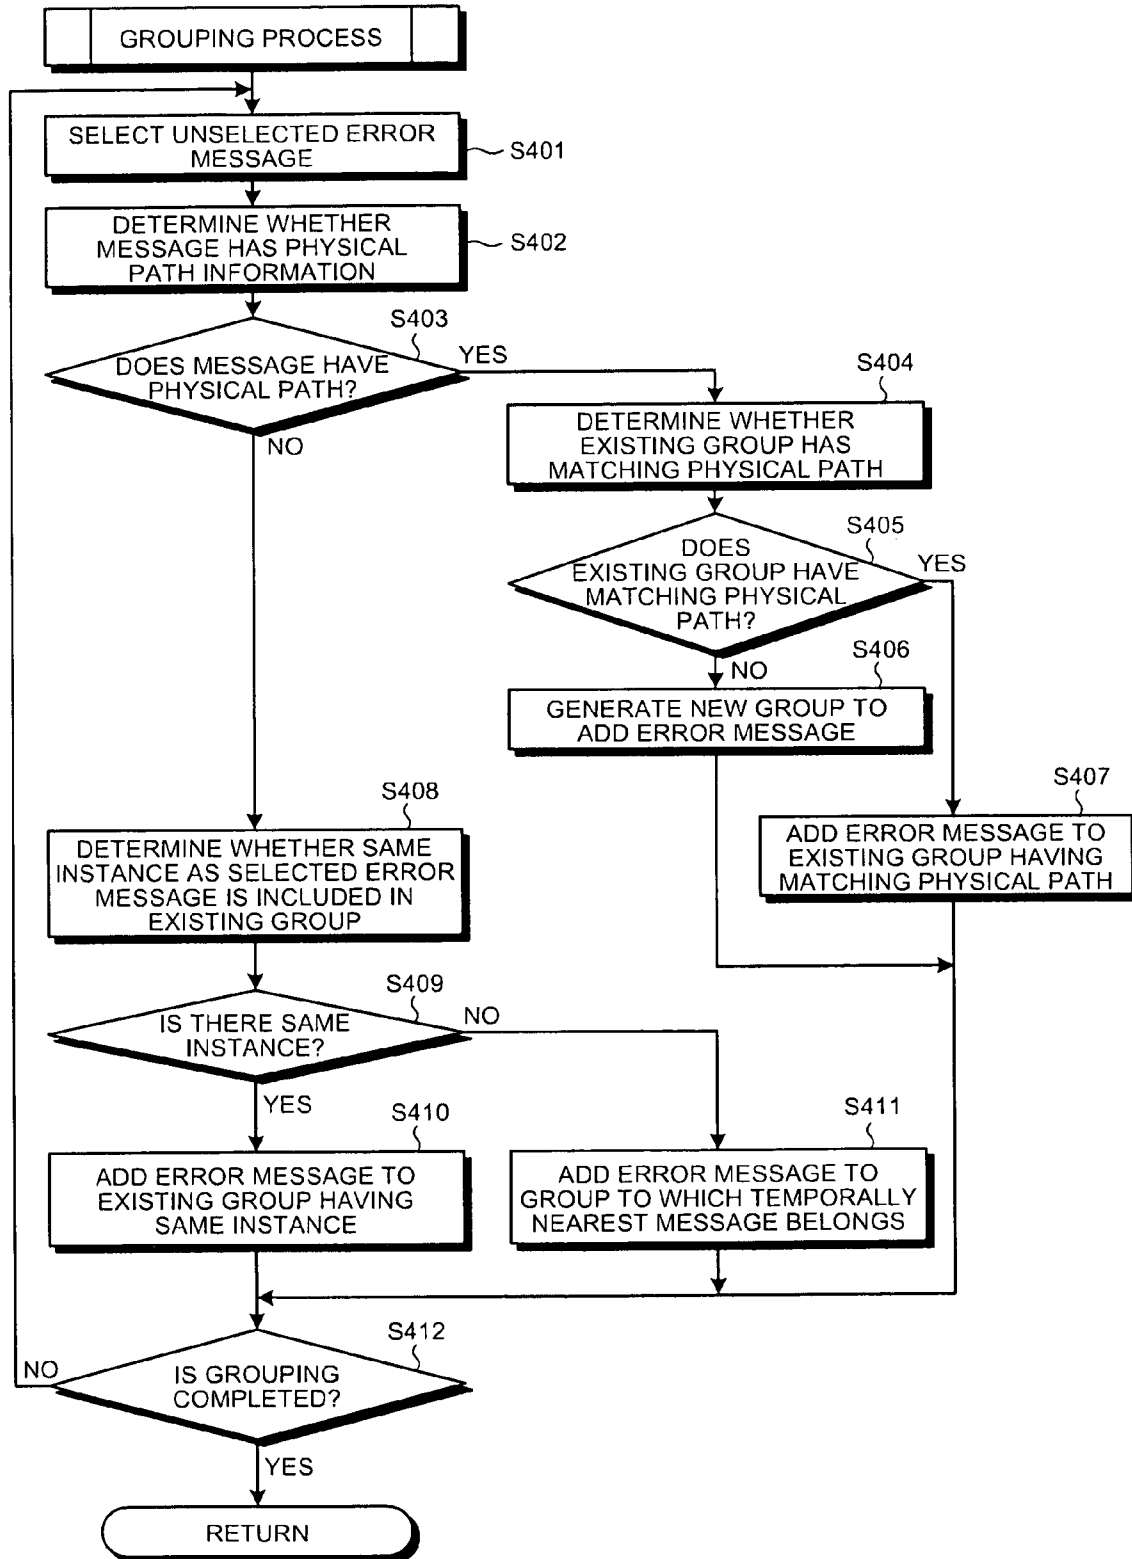 GROUPING PROCESS
SELECT UNSELECTED ERROR
MESSAGE
S401
DETERMINE WHETHER
MESSAGE HAS PHYSICAL
PATH INFORMATION
S402
S403
DOES MESSAGE HAVE
PHYSICAL PATH?
YES
NO
S404
DETERMINE WHETHER
EXISTING GROUP HAS
MATCHING PHYSICAL PATH
S405
DOES
EXISTING GROUP HAVE
MATCHING PHYSICAL
PATH?
YES
NO
S406
GENERATE NEW GROUP TO
ADD ERROR MESSAGE
S407
ADD ERROR MESSAGE TO
EXISTING GROUP HAVING
MATCHING PHYSICAL PATH
S408
DETERMINE WHETHER SAME
INSTANCE AS SELECTED ERROR
MESSAGE IS INCLUDED IN
EXISTING GROUP
S409
IS THERE SAME
INSTANCE?
NO
YES
S410
ADD ERROR MESSAGE TO
EXISTING GROUP HAVING
SAME INSTANCE
S411
ADD ERROR MESSAGE TO
GROUP TO WHICH TEMPORALLY
NEAREST MESSAGE BELONGS
S412
NO
IS GROUPING
COMPLETED?
YES
RETURN